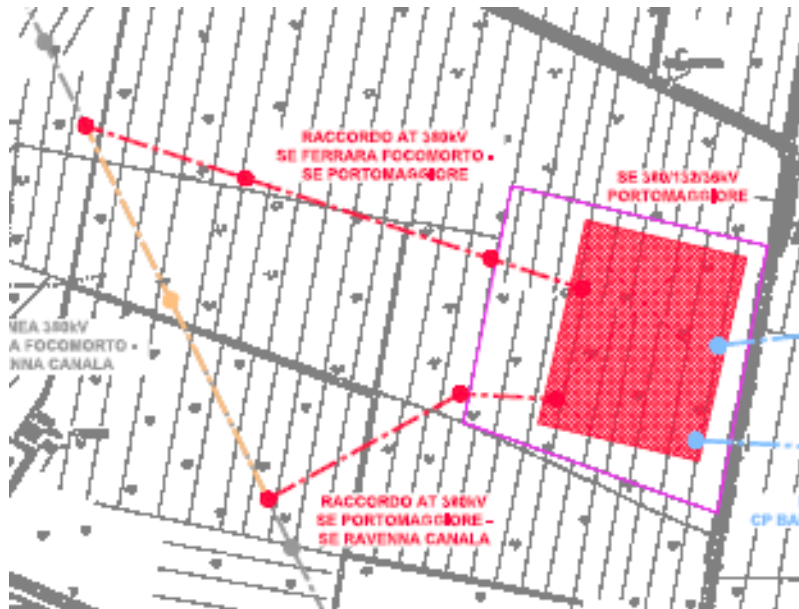 RACCORDO AT 380kV
SE FERRARA FOCOMORTO -
SE PORTOMAGGIORE
SE 380/132/36kV
PORTOMAGGIORE
NEA 380kV
A FOCOMORTO -
ENNA CANALA
RACCORDO AT 380kV
SE PORTOMAGGIORE -
SE RAVENNA CANALA
CP BA